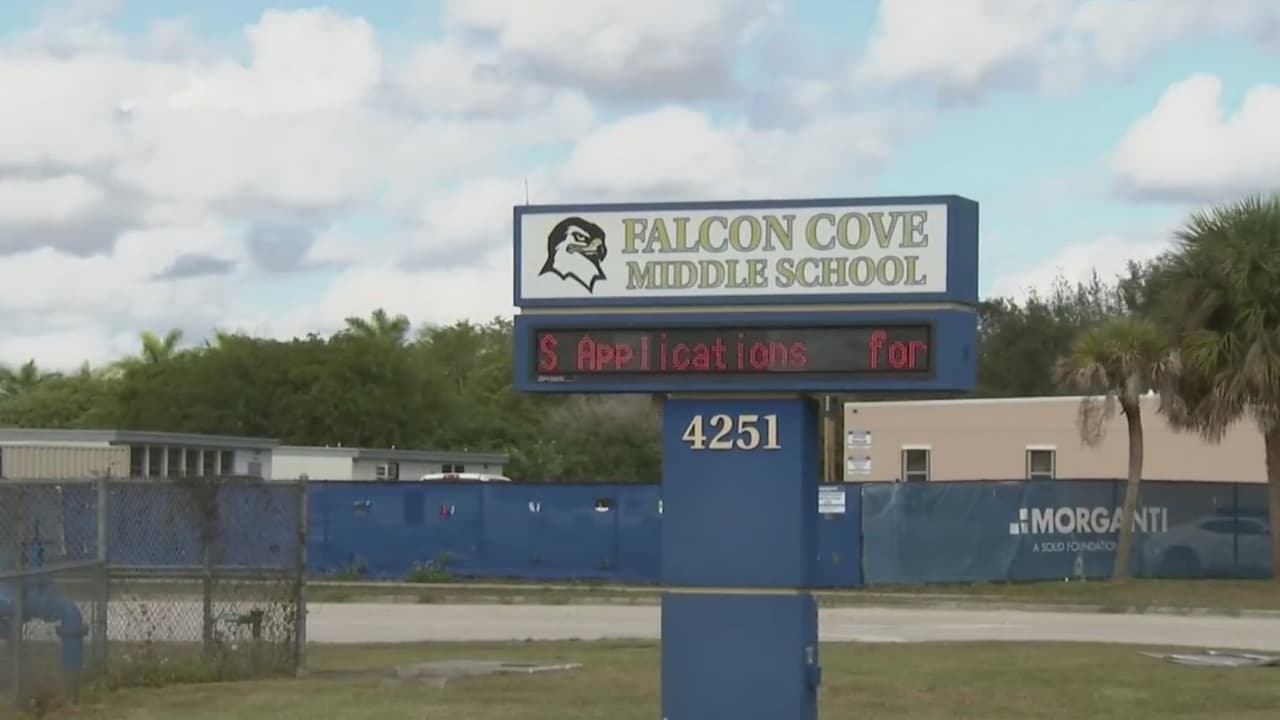 FALCON COVE
MIDDLE SCHOOL
S Applications for
4251
MORGANTI
A SOLID FOUNDATION